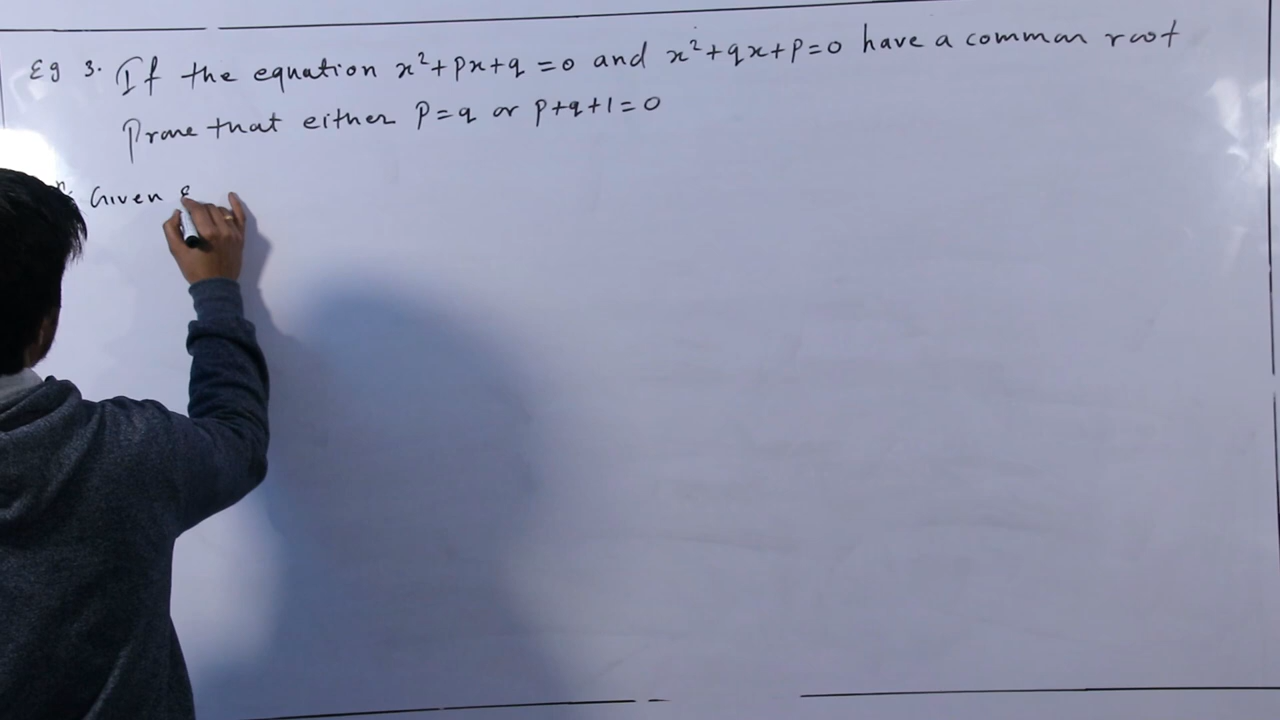 Eg 3. If the equation x²+px+q=0 and x²+qx+p=0 have a common root
Prove that either p=q or p+q+1=0
Given